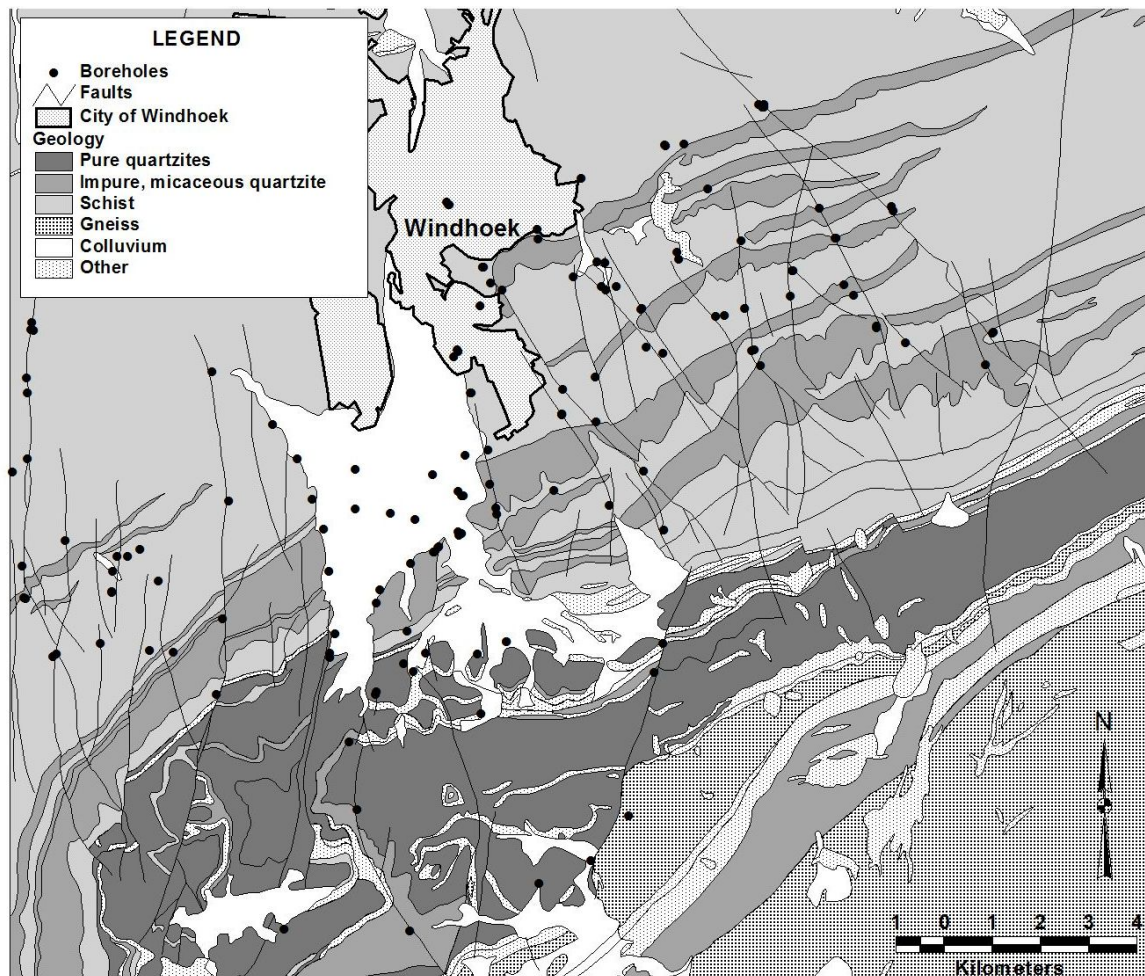 LEGEND
Boreholes
Faults
City of Windhoek
Geology
Pure quartzites
Impure, micaceous quartzite
Schist
Gneiss
Colluvium
Other
Windhoek
N
1 0 1 2 3 4
Kilometers